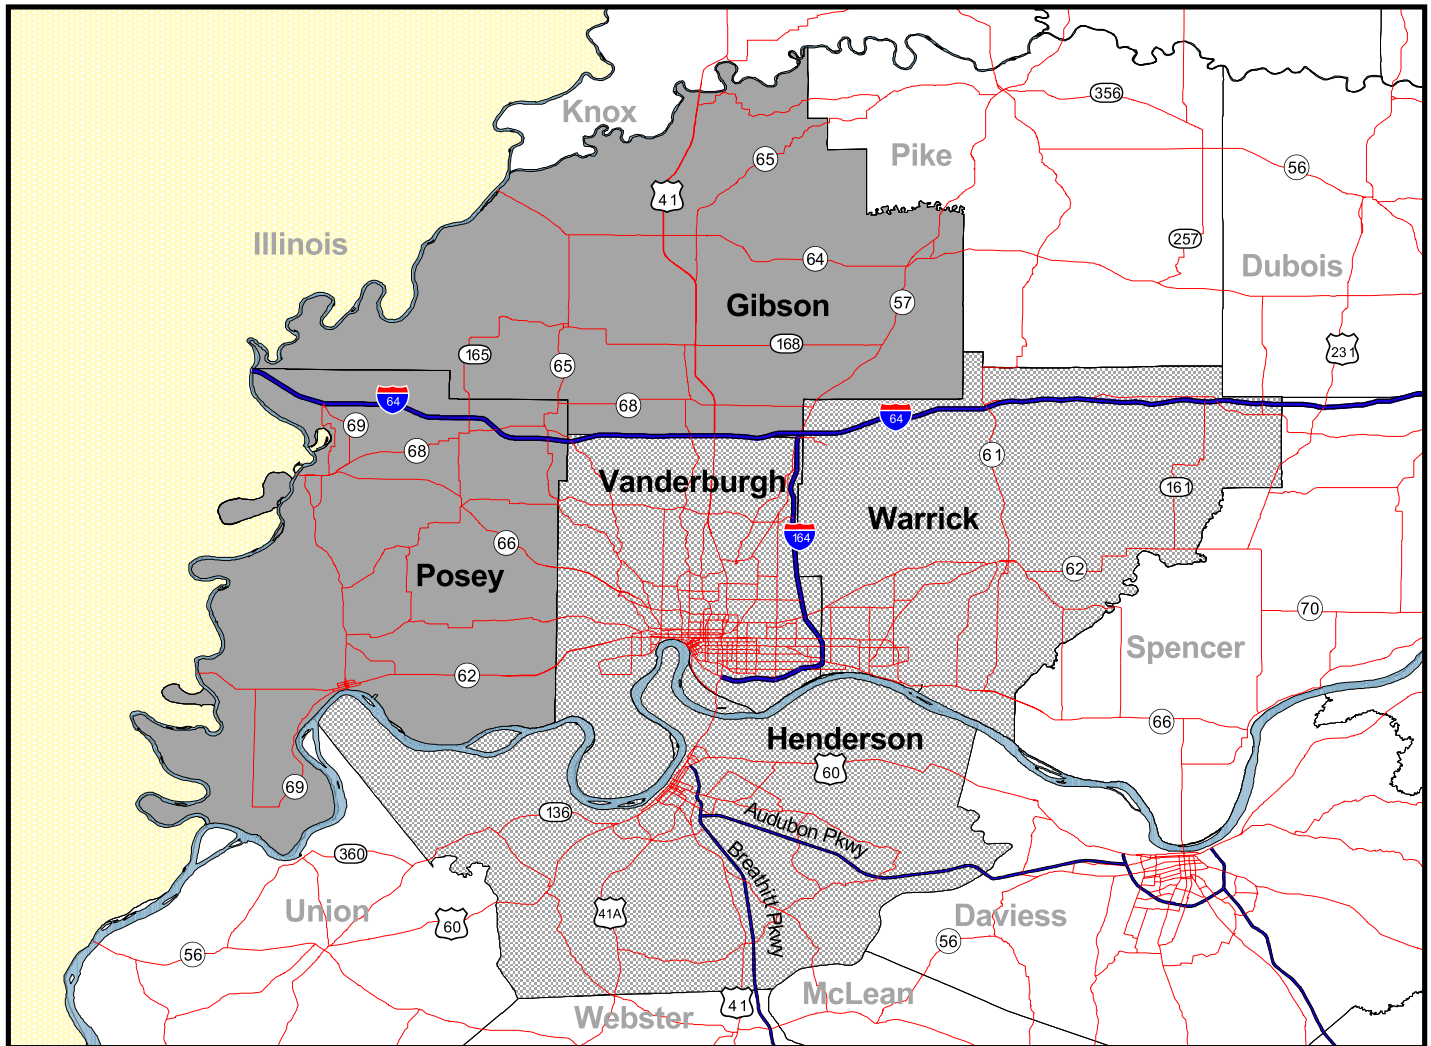 356
Knox
65
Pike
56
41
257
Illinois
64
Dubois
57
Gibson
168
231
165
65
64
68
64
69
68
61
Vanderburgh
161
Warrick
164
66
62
Posey
70
Spencer
62
66
Henderson
60
69
136
Audubon Pkwy
360
Breathitt Pkwy
Union
41A
60
Daviess
56
56
McLean
41
Webster